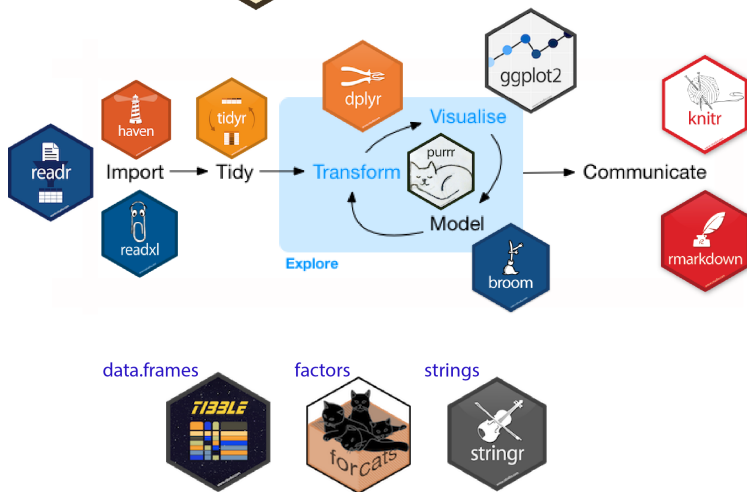 readr
haven
readxl
Import
tidyr
Tidy
dplyr
Transform
Visualise
purrr
Model
Explore
ggplot2
broom
Communicate
knitr
rmarkdown
data.frames
TIBBLE
factors
forcats
strings
stringr